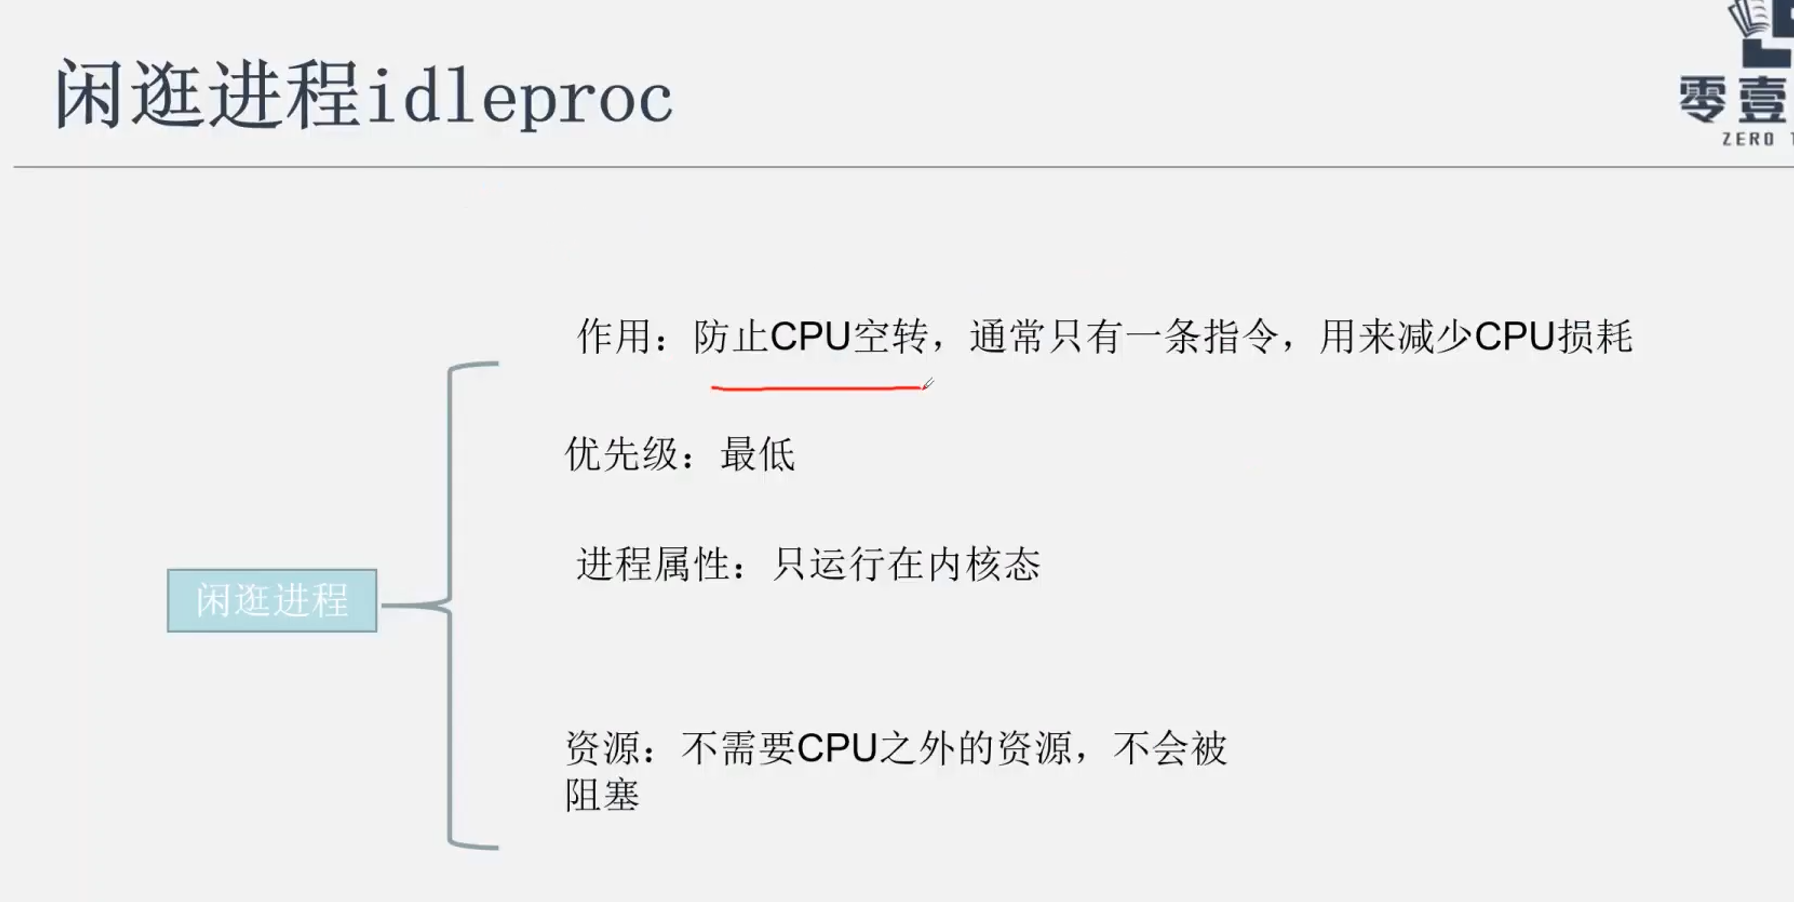 闲逛进程idleproc
零壹
ZERO
作用：防止CPU空转，通常只有一条指令，用来减少CPU损耗
优先级：最低
进程属性：只运行在内核态
闲逛进程
资源：不需要CPU之外的资源，不会被
阻塞